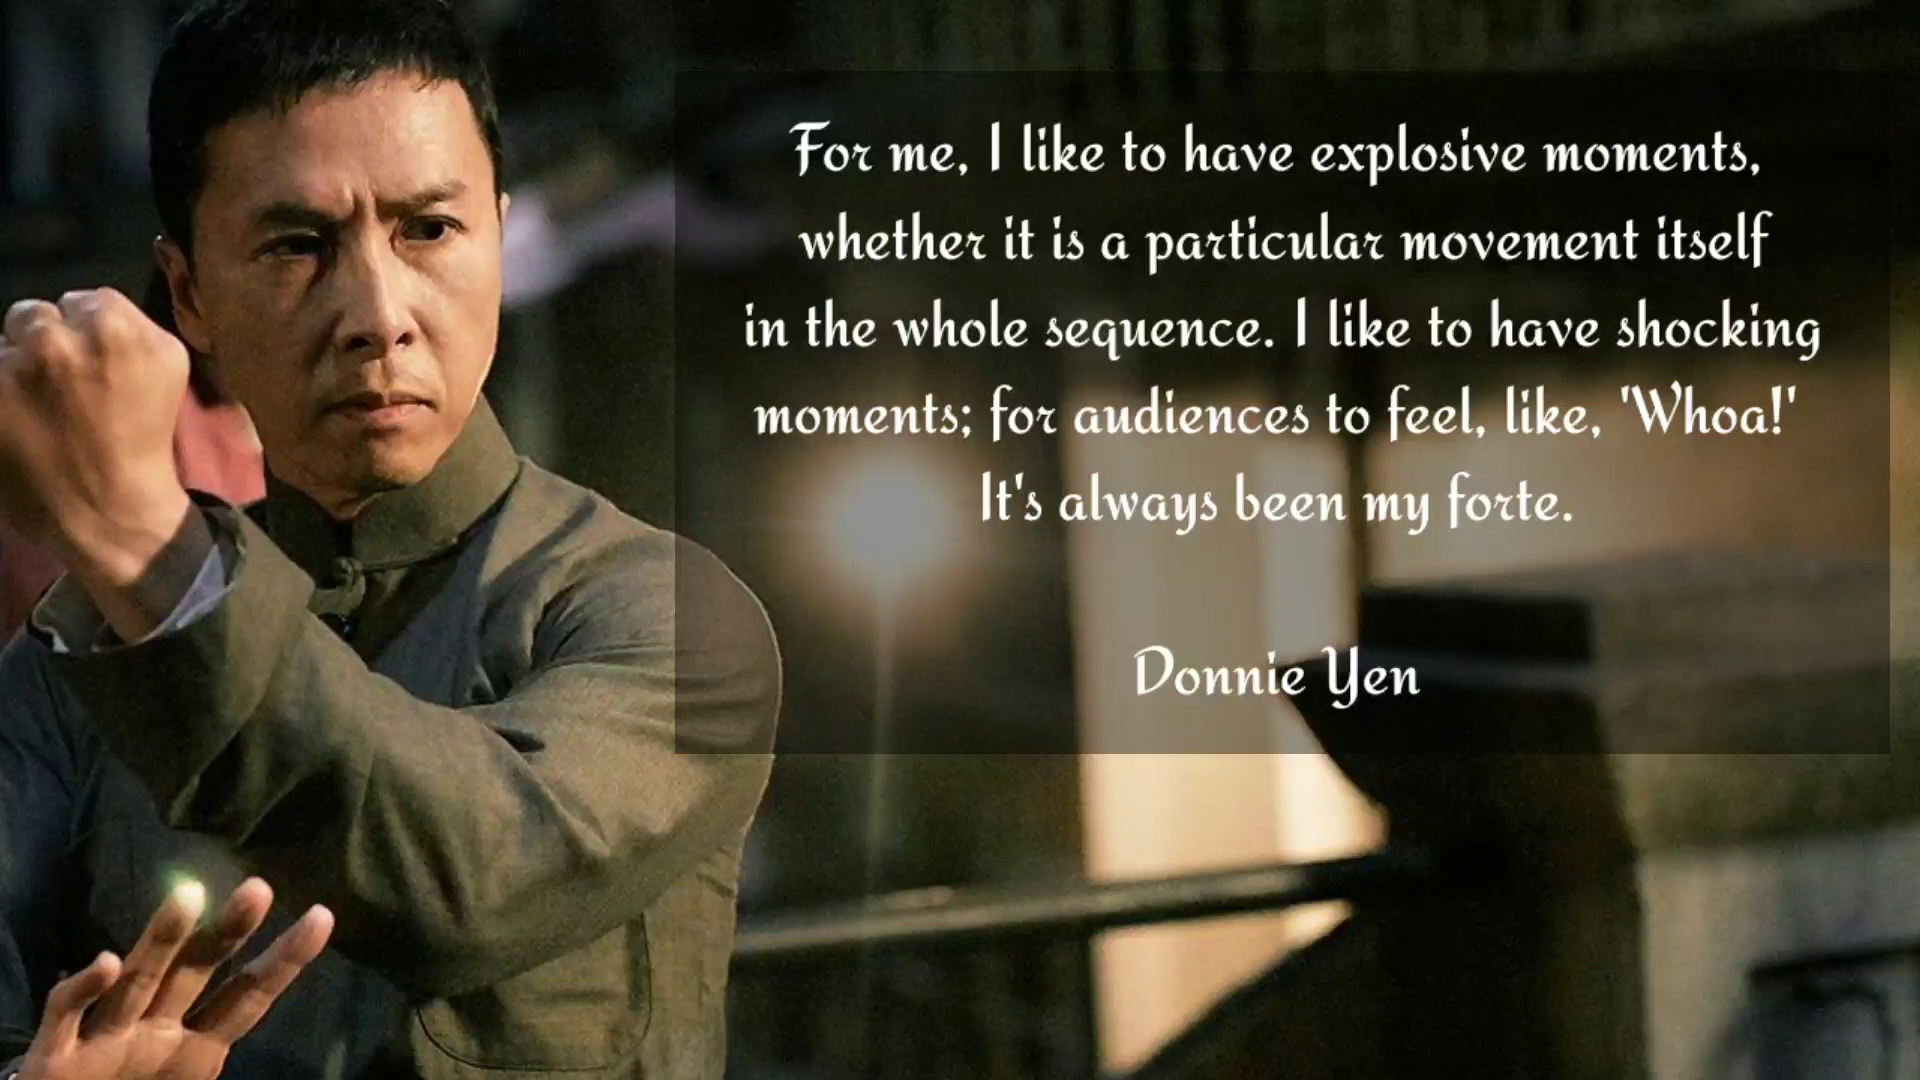 For me, I like to have explosive moments,
whether it is a particular movement itself
in the whole sequence. I like to have shocking
moments; for audiences to feel, like, 'Whoa!'
It's always been my forte.
Donnie Yen